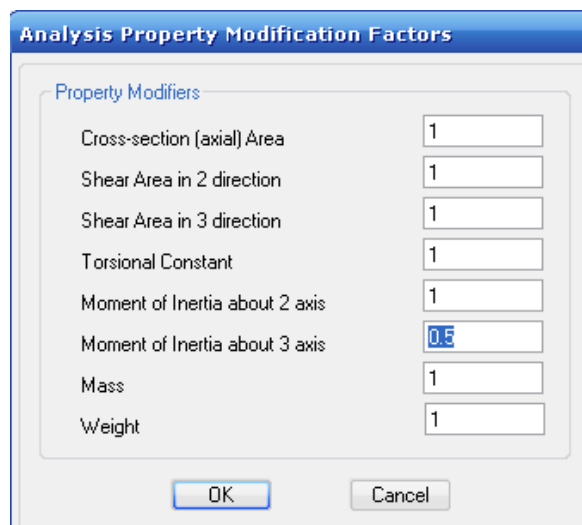 Analysis Property Modification Factors
Property Modifiers
Cross-section (axial) Area 1
Shear Area in 2 direction 1
Shear Area in 3 direction 1
Torsional Constant 1
Moment of Inertia about 2 axis 1
Moment of Inertia about 3 axis 0.5
Mass 1
Weight 1
OK Cancel